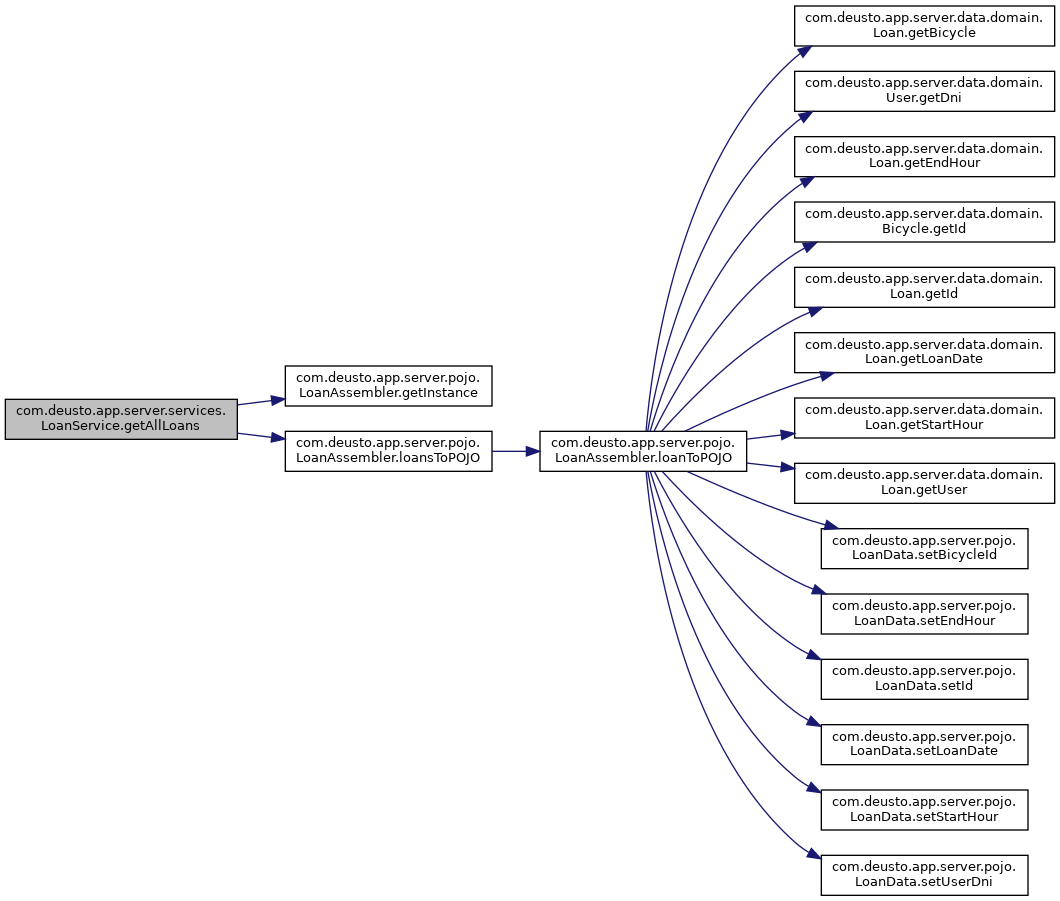 com.deusto.app.server.services.
LoanService.getAllLoans
com.deusto.app.server.pojo.
LoanAssembler.getInstance
com.deusto.app.server.pojo.
LoanAssembler.loansToPOJO
com.deusto.app.server.pojo.
LoanAssembler.loanToPOJO
com.deusto.app.server.data.domain.
Loan.getBicycle
com.deusto.app.server.data.domain.
User.getDni
com.deusto.app.server.data.domain.
Loan.getEndHour
com.deusto.app.server.data.domain.
Bicycle.getId
com.deusto.app.server.data.domain.
Loan.getId
com.deusto.app.server.data.domain.
Loan.getLoanDate
com.deusto.app.server.data.domain.
Loan.getStartHour
com.deusto.app.server.data.domain.
Loan.getUser
com.deusto.app.server.pojo.
LoanData.setBicycleId
com.deusto.app.server.pojo.
LoanData.setEndHour
com.deusto.app.server.pojo.
LoanData.setId
com.deusto.app.server.pojo.
LoanData.setLoanDate
com.deusto.app.server.pojo.
LoanData.setStartHour
com.deusto.app.server.pojo.
LoanData.setUserDni